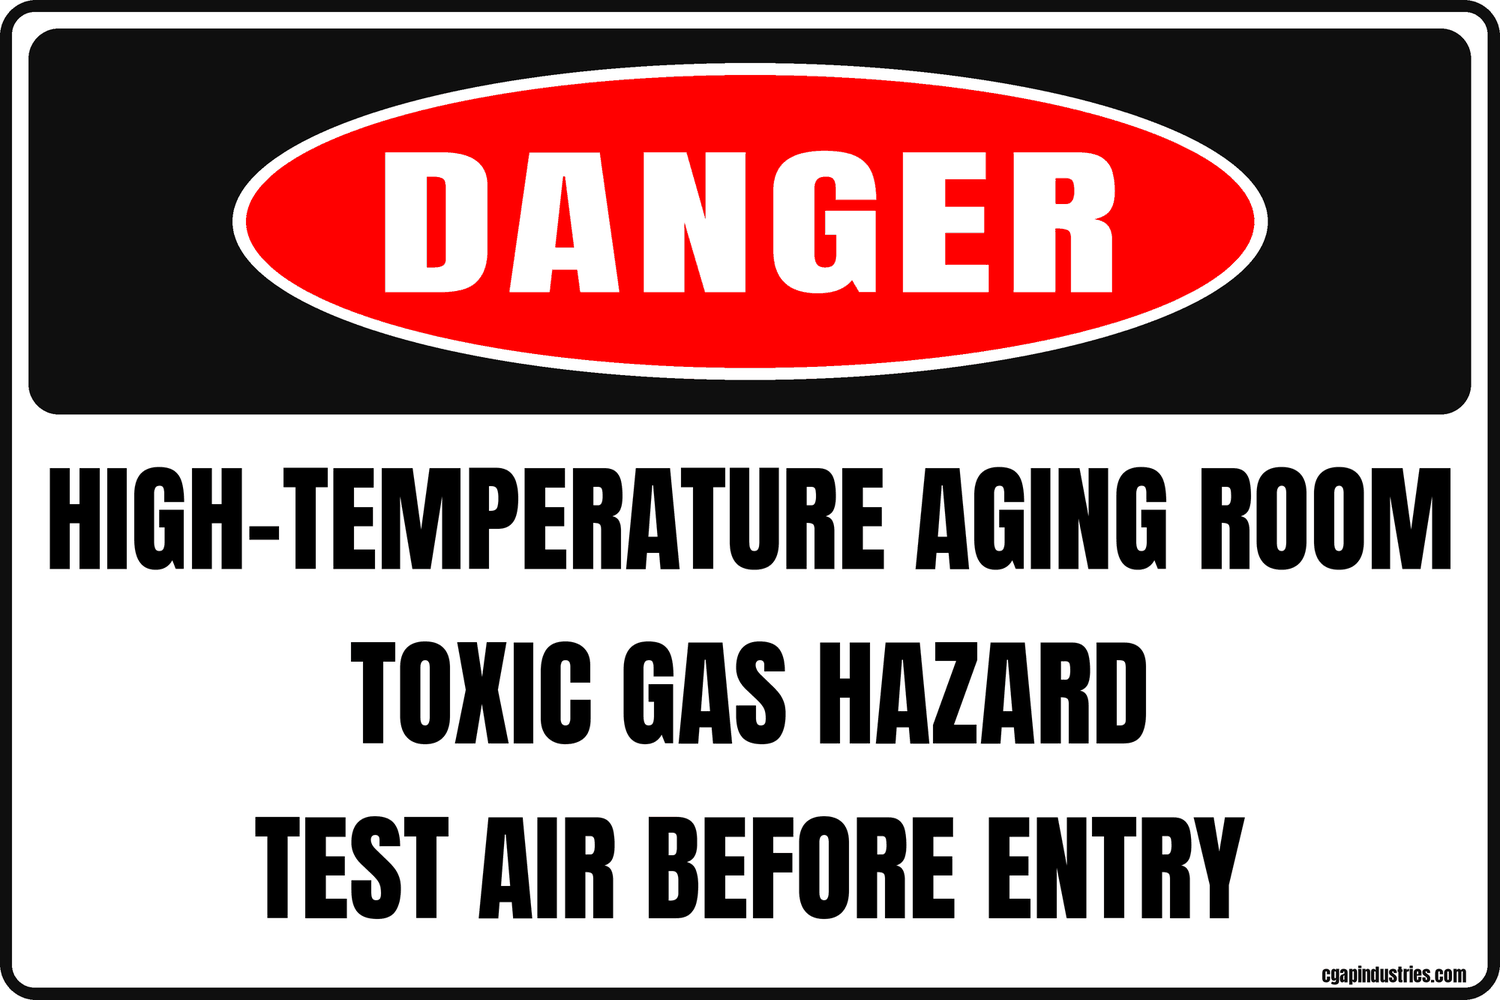 DANGER
HIGH-TEMPERATURE AGING ROOM
TOXIC GAS HAZARD
TEST AIR BEFORE ENTRY
cgapindustries.com